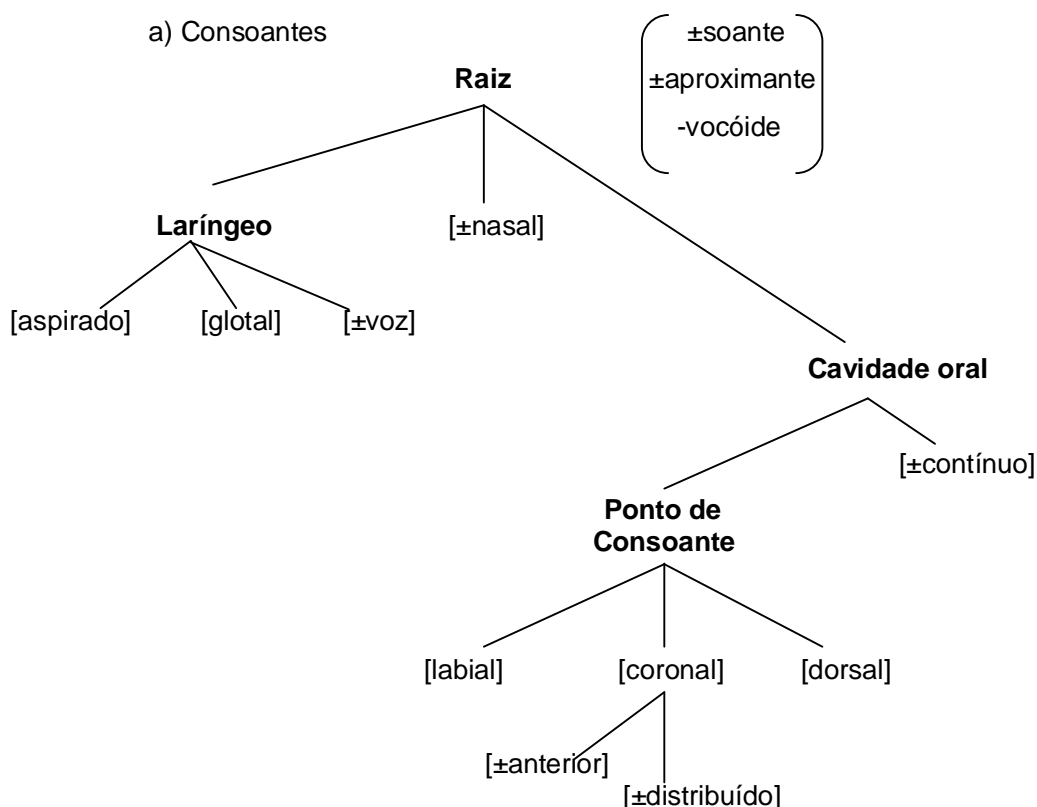 a) Consoantes
±soante
Raiz
±aproximante
-vocóide
Laríngeo
[±nasal]
[aspirado]
[glotal]
[±voz]
Cavidade oral
[±contínuo]
Ponto de
Consoante
[labial]
[coronal]
[dorsal]
[±anterior]
[±distribuído]